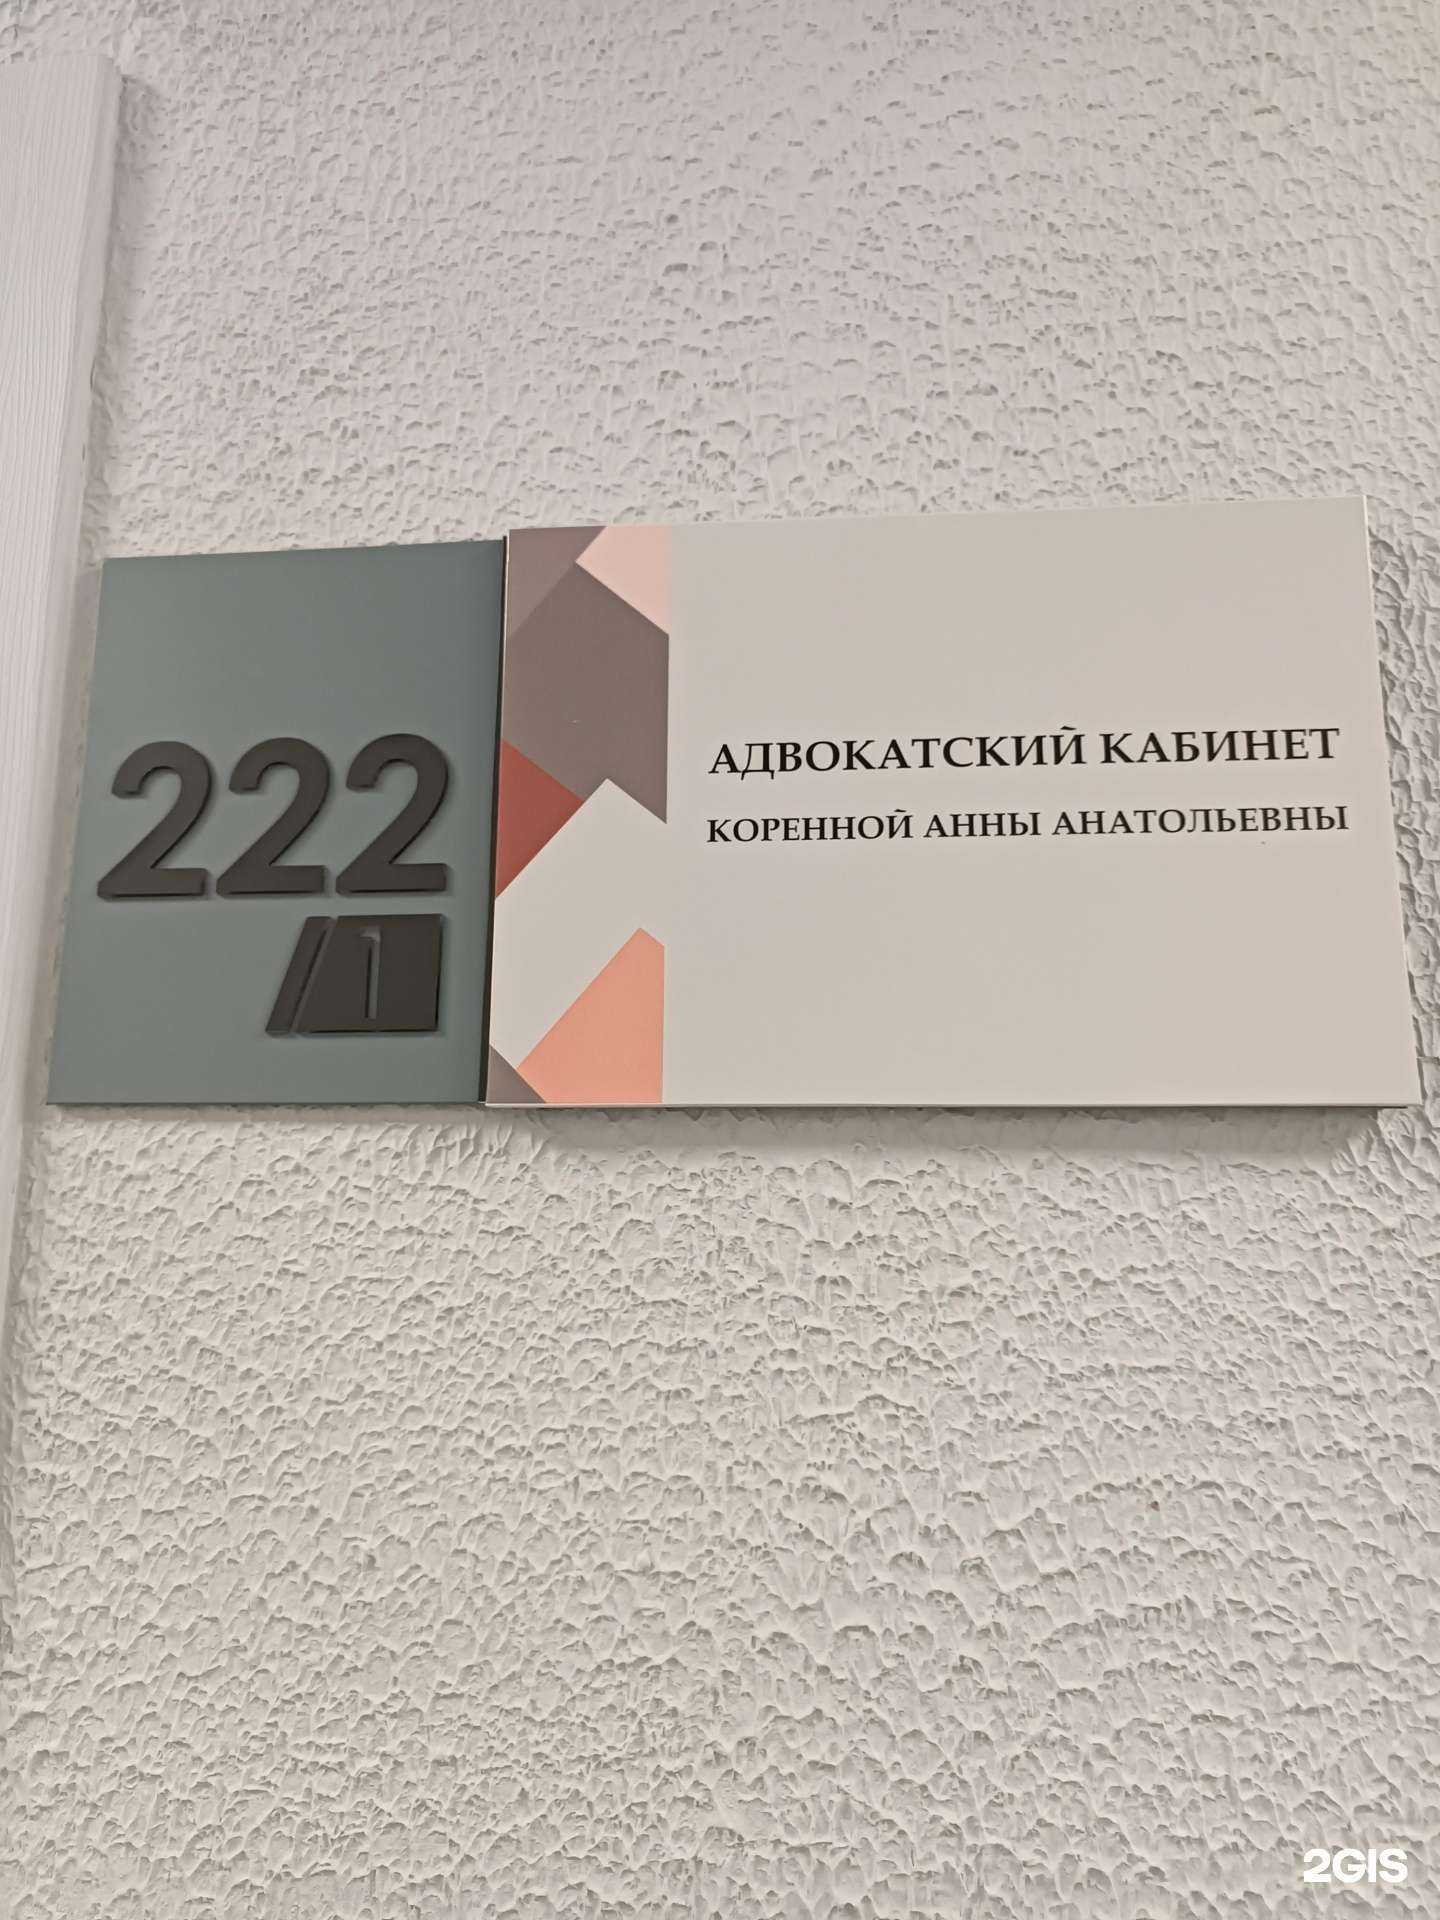 222
/1
АДВОКАТСКИЙ КАБИНЕТ
КОРЕННОЙ АННЫ АНАТОЛЬЕВНЫ
2GIS